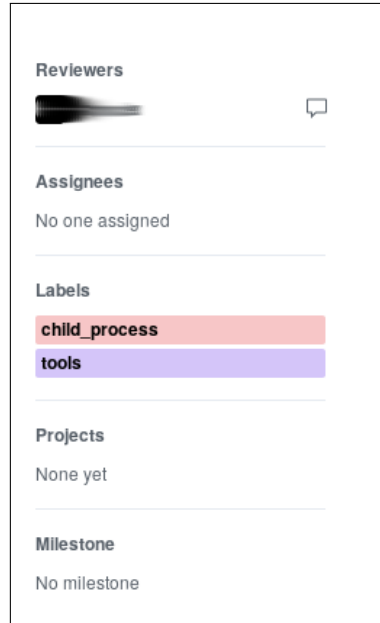 Reviewers
Assignees
No one assigned
Labels
child_process
tools
Projects
None yet
Milestone
No milestone